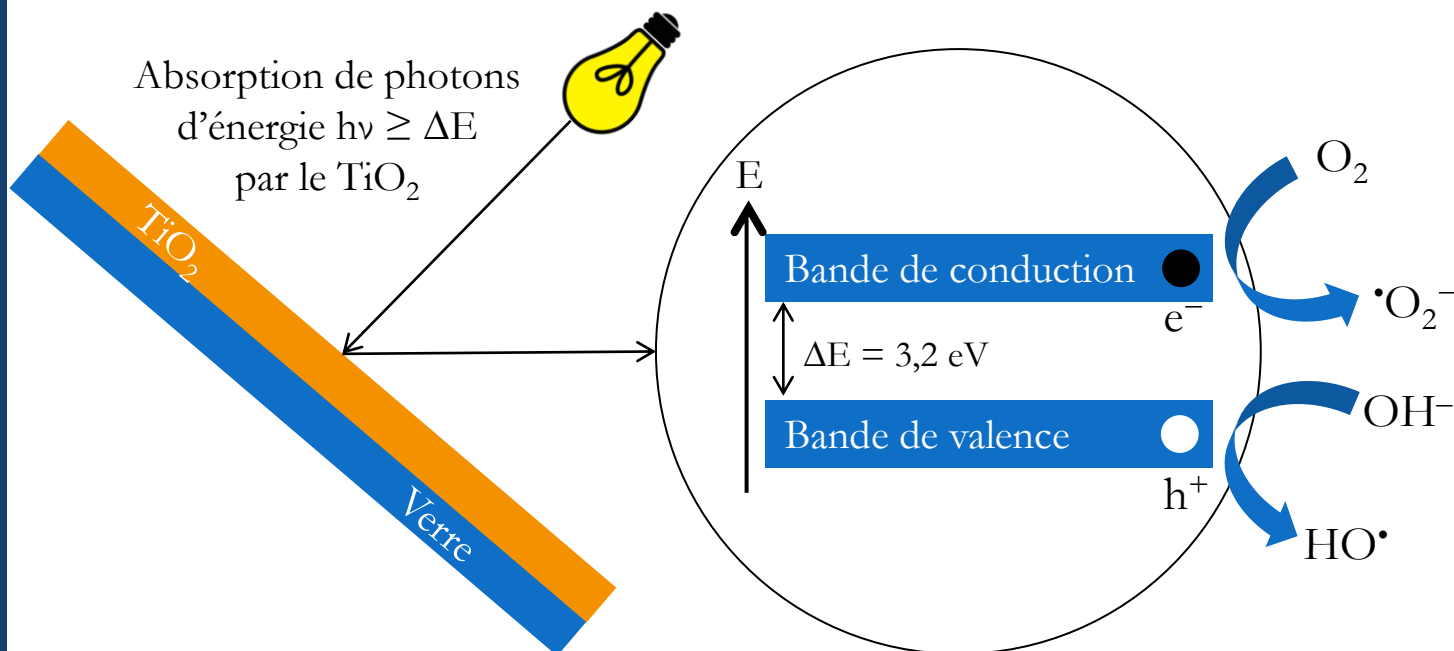 Absorption de photons
d'énergie hν ≥ ΔE
par le TiO₂
TiO₂
Verre
E
Bande de conduction
e⁻
ΔE = 3,2 eV
Bande de valence
h⁺
O₂
•O₂⁻
OH⁻
HO•